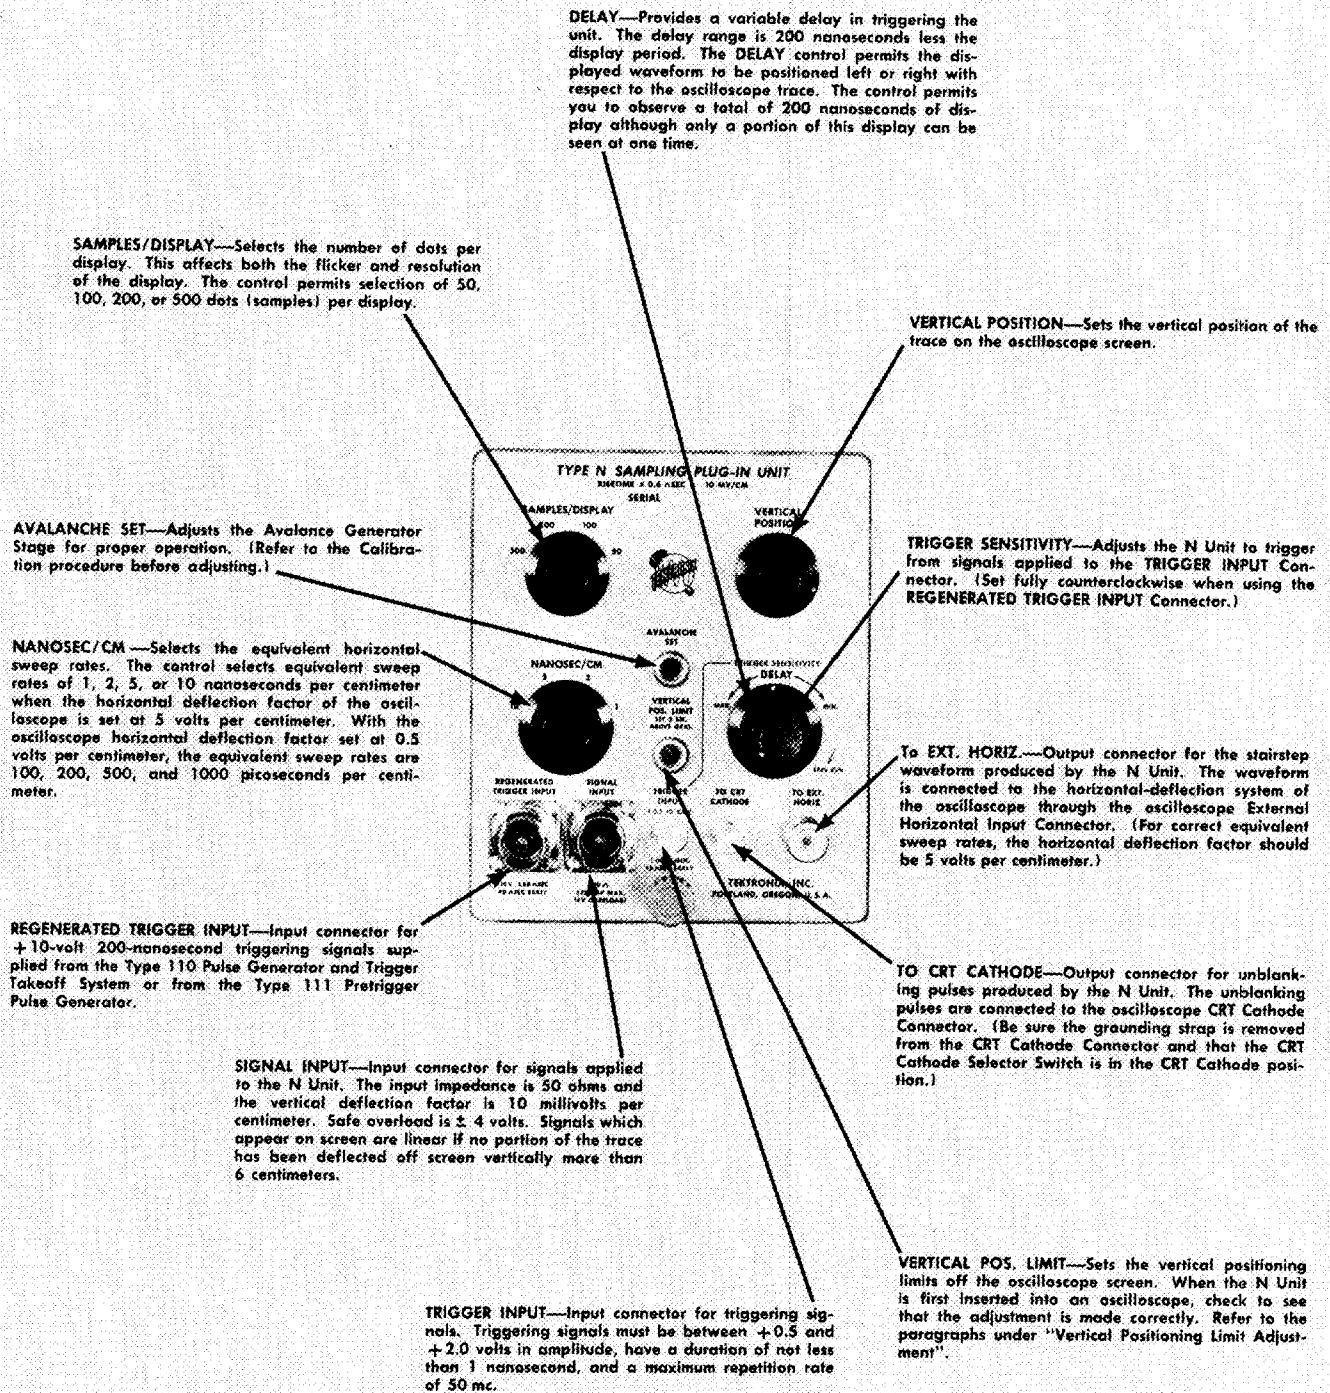 DELAY—Provides a variable delay in triggering the
unit. The delay range is 200 nanoseconds less the
display period. The DELAY control permits the dis-
played waveform to be positioned left or right with
respect to the oscilloscope trace. The control permits
you to observe a total of 200 nanoseconds of dis-
play although only a portion of this display can be
seen at one time.
SAMPLES/DISPLAY—Selects the number of dots per
display. This affects both the flicker and resolution
of the display. The control permits selection of 50,
100, 200, or 500 dots (samples) per display.
VERTICAL POSITION—Sets the vertical position of the
trace on the oscilloscope screen.
AVALANCHE SET—Adjusts the Avalance Generator
Stage for proper operation. (Refer to the Calibra-
tion procedure before adjusting.)
TRIGGER SENSITIVITY—Adjusts the N Unit to trigger
from signals applied to the TRIGGER INPUT Con-
nector. (Set fully counterclockwise when using the
REGENERATED TRIGGER INPUT Connector.)
NANOSEC/CM—Selects the equivalent horizontal
sweep rates. The control selects equivalent sweep
rates of 1, 2, 5, or 10 nanoseconds per centimeter
when the horizontal deflection factor of the oscil-
loscope is set at 5 volts per centimeter. With the
oscilloscope horizontal deflection factor set at 0.5
volts per centimeter, the equivalent sweep rates are
100, 200, 500, and 1000 picoseconds per centi-
meter.
TYPE N SAMPLING PLUG-IN UNIT
RISETIME = 0.6 nSEC 10 MV/CM
SERIAL
SAMPLES/DISPLAY
200 100
500 50
VERTICAL
POSITION
AVALANCHE
SET
NANOSEC/CM
5 2
1
VERTICAL
POS. LIMIT
TRIGGER SENSITIVITY
DELAY
MAX. MIN.
REGENERATED
TRIGGER INPUT
SIGNAL
INPUT
TRIGGER
INPUT
TO CRT
CATHODE
TO EXT.
HORIZ
TEKTRONIX, INC.
PORTLAND, OREGON, U.S.A.
To EXT. HORIZ.—Output connector for the stairstep
waveform produced by the N Unit. The waveform
is connected to the horizontal-deflection system of
the oscilloscope through the oscilloscope External
Horizontal Input Connector. (For correct equivalent
sweep rates, the horizontal deflection factor should
be 5 volts per centimeter.)
REGENERATED TRIGGER INPUT—Input connector for
+10-volt 200-nanosecond triggering signals sup-
plied from the Type 110 Pulse Generator and Trigger
Takeoff System or from the Type 111 Pretrigger
Pulse Generator.
TO CRT CATHODE—Output connector for unblank-
ing pulses produced by the N Unit. The unblanking
pulses are connected to the oscilloscope CRT Cathode
Connector. (Be sure the grounding strap is removed
from the CRT Cathode Connector and that the CRT
Cathode Selector Switch is in the CRT Cathode posi-
tion.)
SIGNAL INPUT—Input connector for signals applied
to the N Unit. The input impedance is 50 ohms and
the vertical deflection factor is 10 millivolts per
centimeter. Safe overload is ± 4 volts. Signals which
appear on screen are linear if no portion of the trace
has been deflected off screen vertically more than
6 centimeters.
VERTICAL POS. LIMIT—Sets the vertical positioning
limits off the oscilloscope screen. When the N Unit
is first inserted into an oscilloscope, check to see
that the adjustment is made correctly. Refer to the
paragraphs under "Vertical Positioning Limit Adjust-
ment".
TRIGGER INPUT—Input connector for triggering sig-
nals. Triggering signals must be between +0.5 and
+2.0 volts in amplitude, have a duration of not less
than 1 nanosecond, and a maximum repetition rate
of 50 mc.